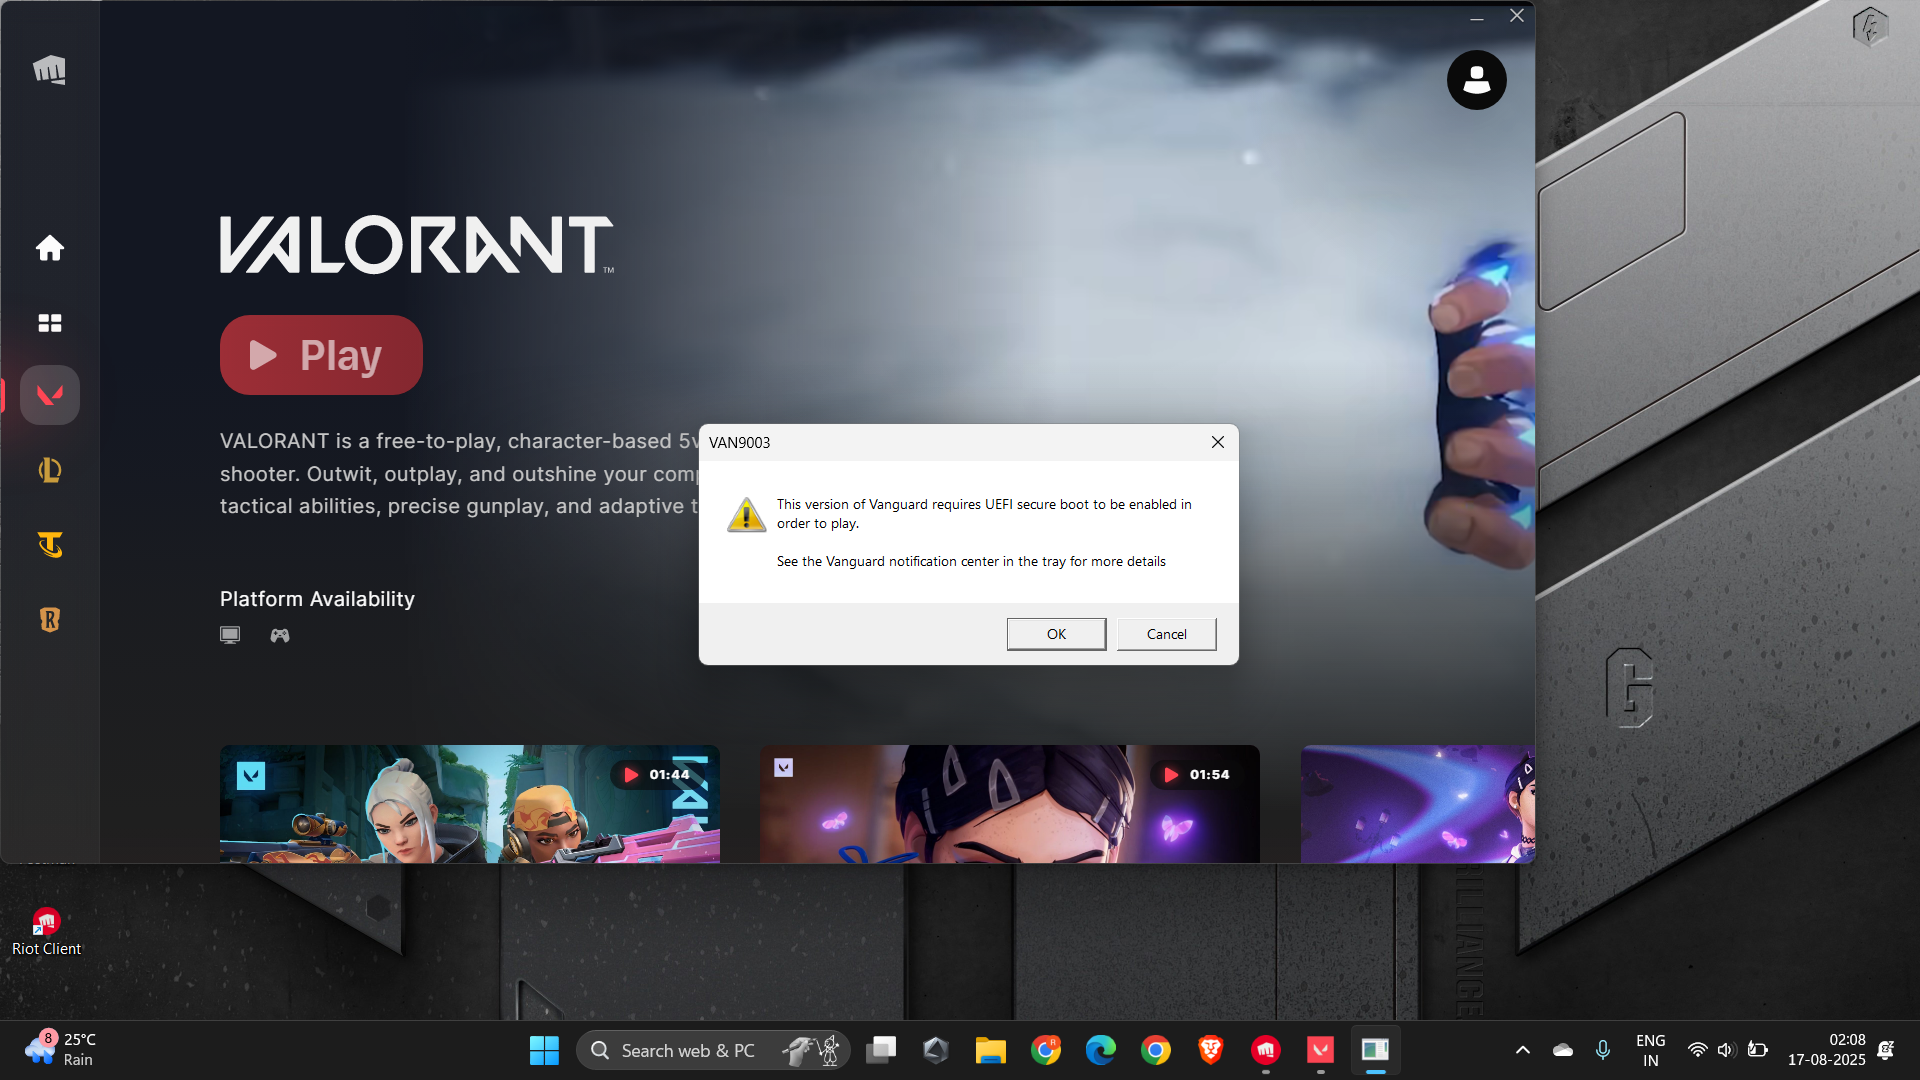 VALORANT
TM
Play
VALORANT is a free-to-play, character-based 5v
shooter. Outwit, outplay, and outshine your comp
tactical abilities, precise gunplay, and adaptive t
Platform Availability
VAN9003
This version of Vanguard requires UEFI secure boot to be enabled in
order to play.
See the Vanguard notification center in the tray for more details
OK
Cancel
01:44
01:54
G
RILLIANCE
Riot Client
8
25°C
Rain
Search web & PC
R
ENG
IN
02:08
17-08-2025